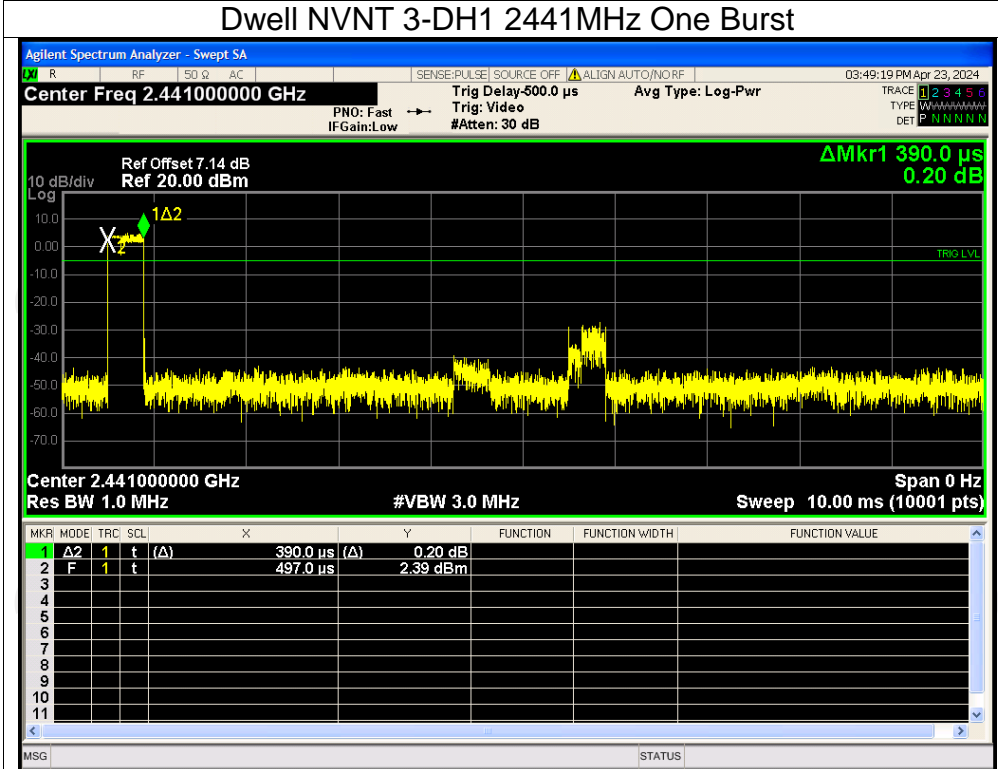 Dwell NVNT 3-DH1 2441MHz One Burst
Agilent Spectrum Analyzer - Swept SA
LXI R RF 50 Ω AC SENSE:PULSE SOURCE OFF ALIGN AUTO/NO RF 03:49:19 PM Apr 23, 2024
Center Freq 2.441000000 GHz Trig Delay-500.0 µs Avg Type: Log-Pwr TRACE 1 2 3 4 5 6
PNO: Fast Trig: Video TYPE W
IFGain:Low #Atten: 30 dB DET P N N N N N
ΔMkr1 390.0 µs
0.20 dB
Ref Offset 7.14 dB
10 dB/div Ref 20.00 dBm
Log
10.0
1Δ2
0.00
X
2
TRIG LVL
-10.0
-20.0
-30.0
-40.0
-50.0
-60.0
-70.0
Center 2.441000000 GHz Span 0 Hz
Res BW 1.0 MHz #VBW 3.0 MHz Sweep 10.00 ms (10001 pts)
MKR MODE TRC SCL X Y FUNCTION FUNCTION WIDTH FUNCTION VALUE
1 Δ2 1 t (Δ) 390.0 µs (Δ) 0.20 dB
2 F 1 t 497.0 µs 2.39 dBm
3
4
5
6
7
8
9
10
11
MSG STATUS